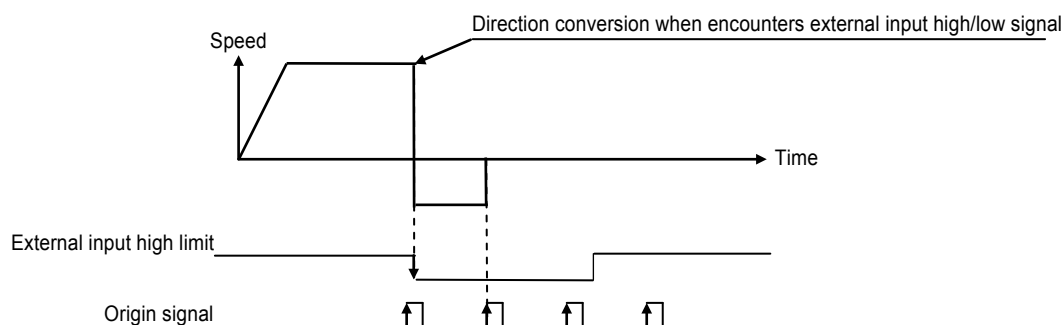 Direction conversion when encounters external input high/low signal
Speed
Time
External input high limit
Origin signal